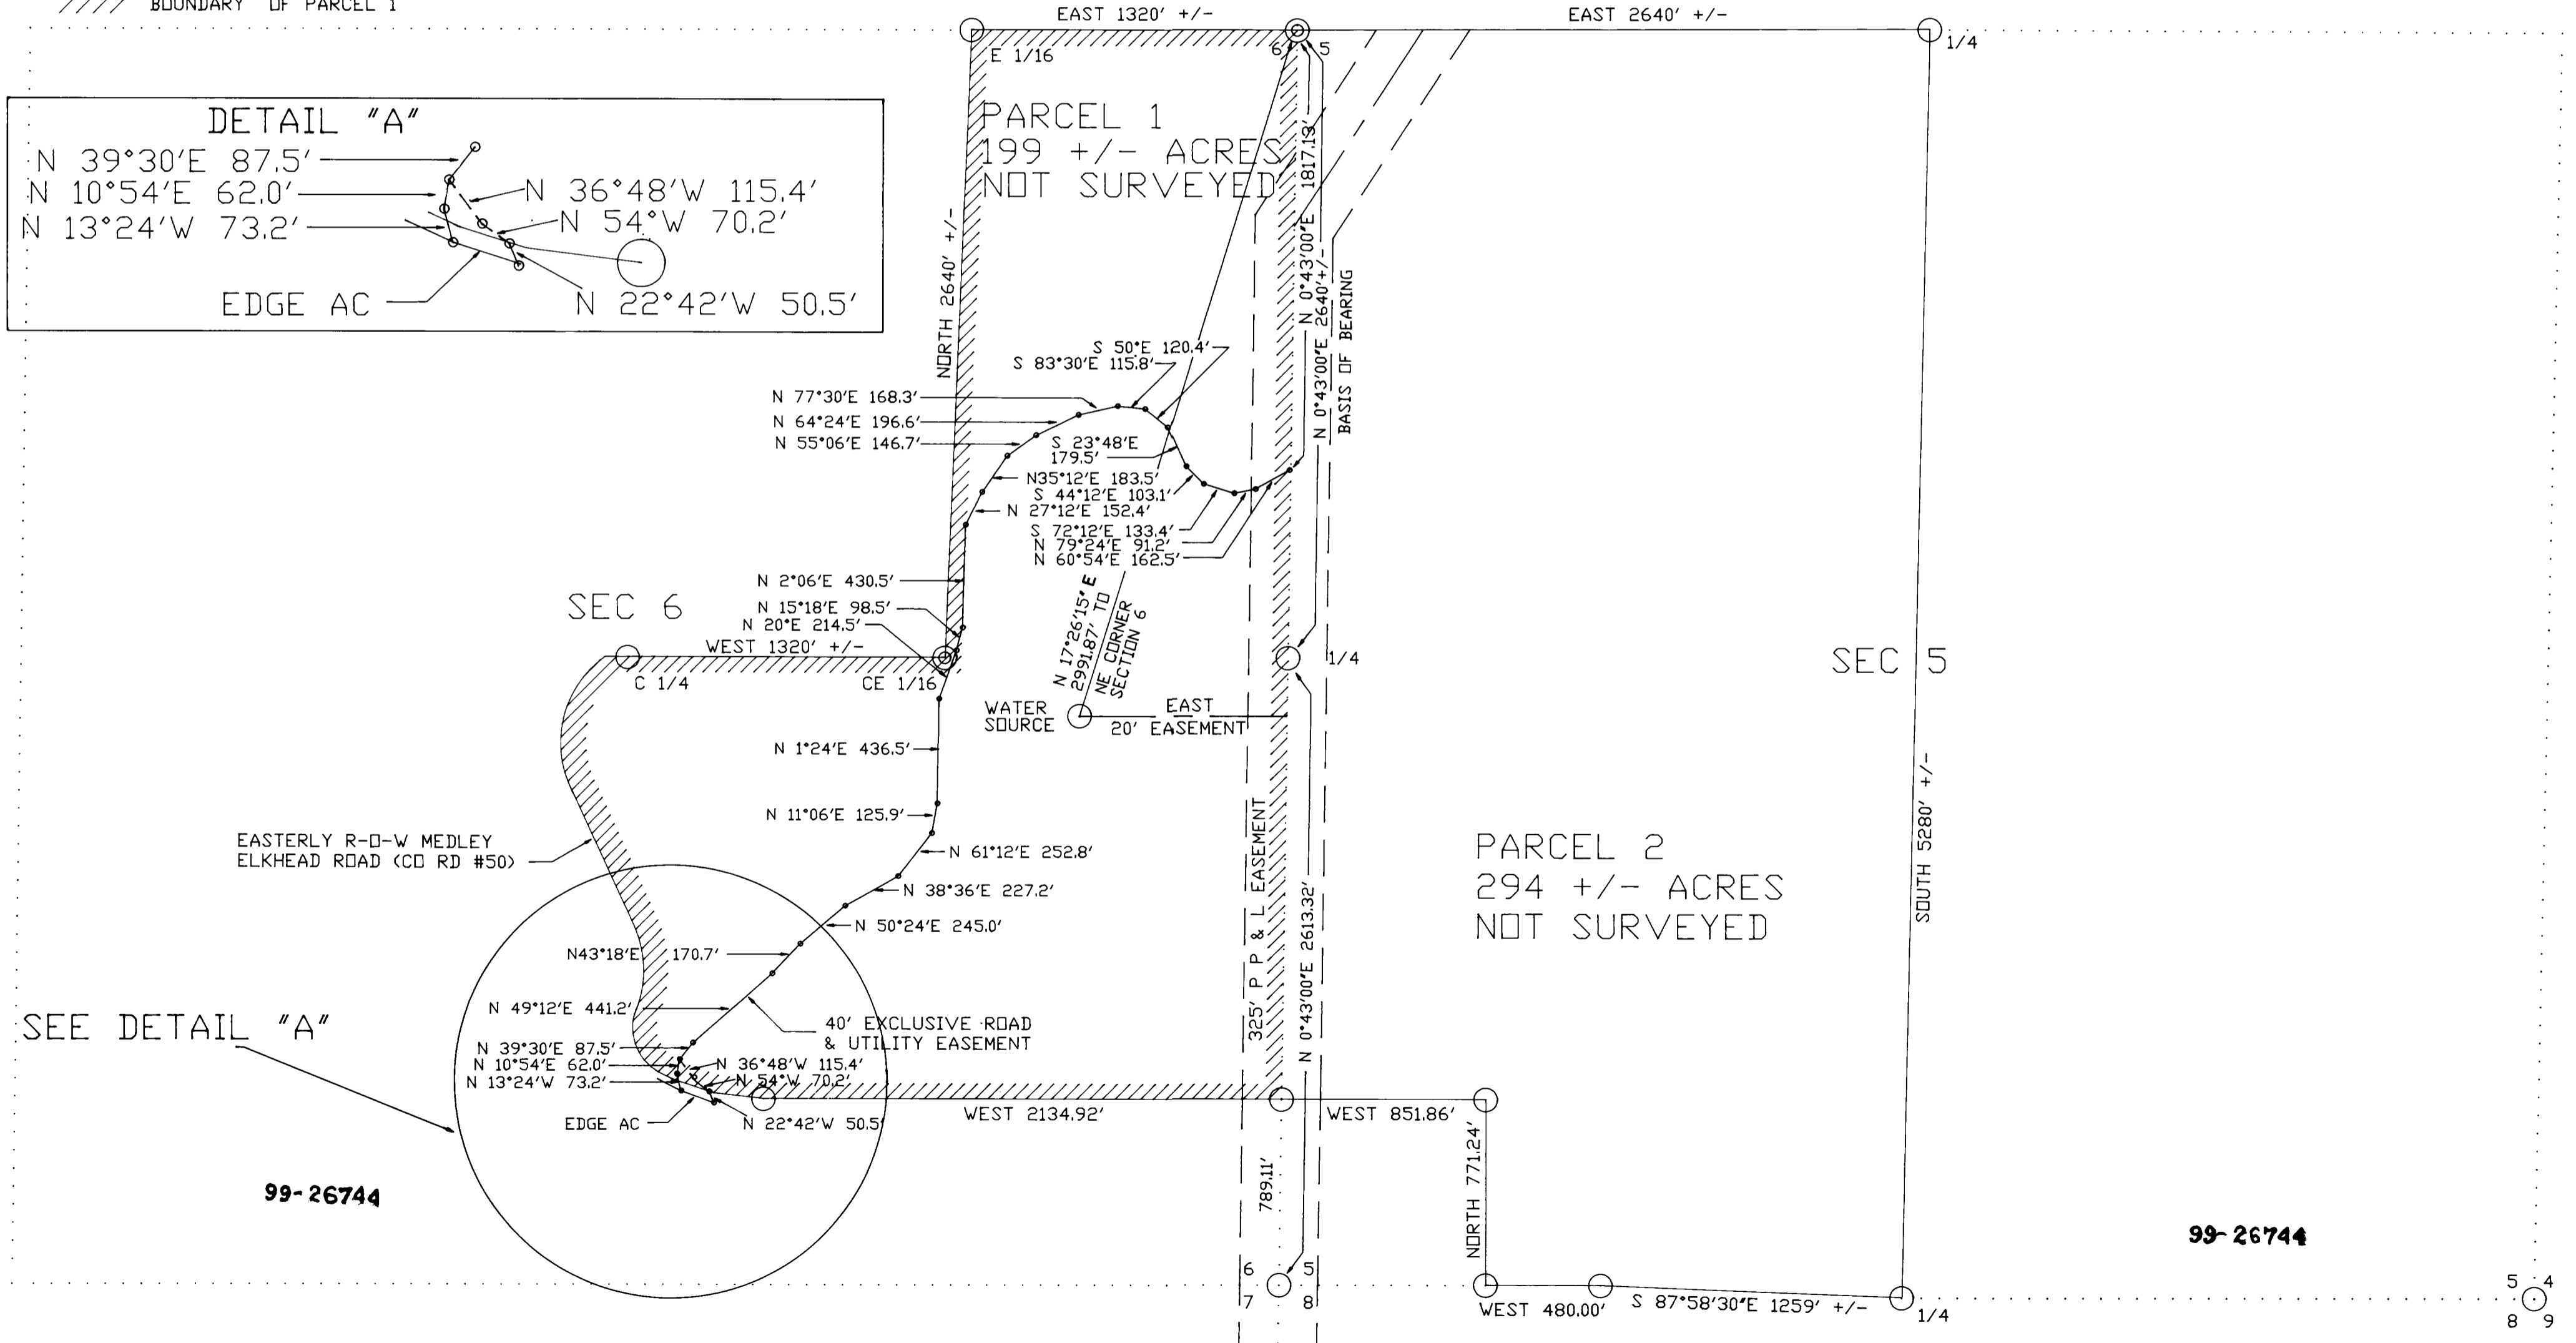 BOUNDARY OF PARCEL 1
EAST 1320' +/-
EAST 2640' +/-
E 1/16
6
5
1/4
DETAIL "A"
N 39°30'E 87.5'
N 10°54'E 62.0'
N 13°24'W 73.2'
N 36°48'W 115.4'
N 54°W 70.2'
EDGE AC
N 22°42'W 50.5'
PARCEL 1
199 +/- ACRES
NOT SURVEYED
NORTH 2640' +/-
N 0°43'00"E 1817.13'
N 0°43'00"E 2640'+/-
BASIS OF BEARING
S 50°E 120.4'
S 83°30'E 115.8'
N 77°30'E 168.3'
N 64°24'E 196.6'
N 55°06'E 146.7'
S 23°48'E
179.5'
N35°12'E 183.5'
S 44°12'E 103.1'
N 27°12'E 152.4'
S 72°12'E 133.4'
N 79°24'E 91.2'
N 60°54'E 162.5'
N 2°06'E 430.5'
N 15°18'E 98.5'
N 20°E 214.5'
SEC 6
WEST 1320' +/-
C 1/4
CE 1/16
N 17°26'15" E
2991.87' TO
NE CORNER
SECTION 6
1/4
SEC 5
WATER
SOURCE
EAST
20' EASEMENT
N 1°24'E 436.5'
N 11°06'E 125.9'
EASTERLY R-O-W MEDLEY
ELKHEAD ROAD (CO RD #50)
N 61°12'E 252.8'
N 38°36'E 227.2'
N 50°24'E 245.0'
N43°18'E 170.7'
N 49°12'E 441.2'
325' P P & L EASEMENT
N 0°43'00"E 2613.32'
PARCEL 2
294 +/- ACRES
NOT SURVEYED
SOUTH 5280' +/-
SEE DETAIL "A"
40' EXCLUSIVE ROAD
& UTILITY EASEMENT
N 39°30'E 87.5'
N 10°54'E 62.0'
N 13°24'W 73.2'
N 36°48'W 115.4'
N 54°W 70.2'
EDGE AC
N 22°42'W 50.5'
WEST 2134.92'
WEST 851.86'
789.11'
NORTH 771.24'
99-26744
99-26744
6
5
7
8
WEST 480.00'
S 87°58'30"E 1259' +/-
1/4
5
4
8
9